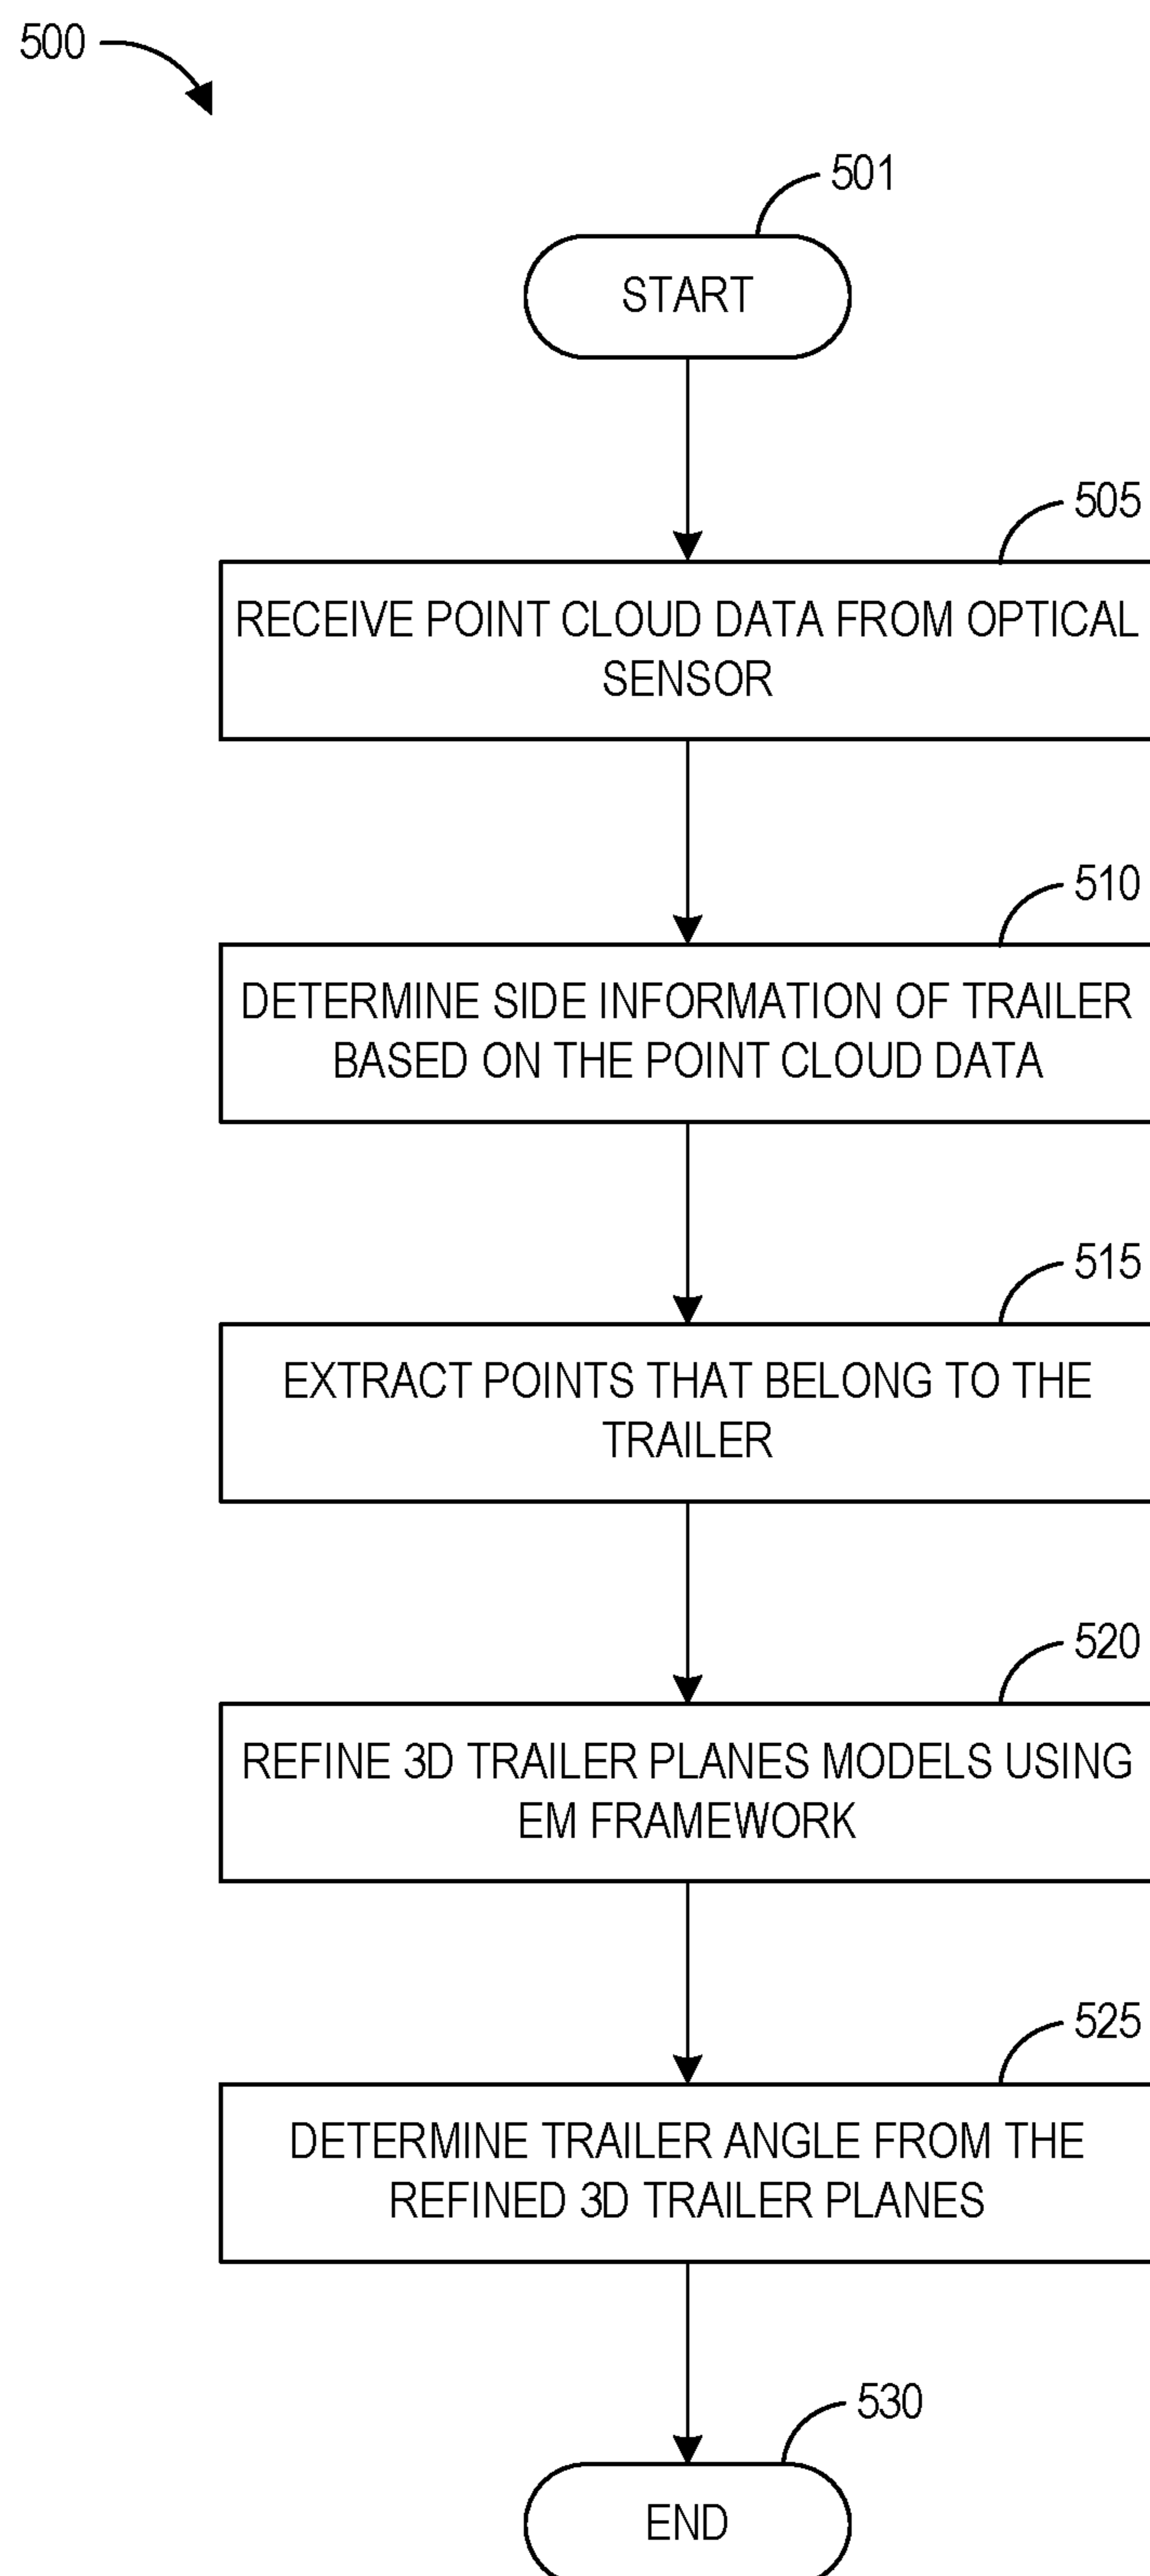 500
501
START
505
RECEIVE POINT CLOUD DATA FROM OPTICAL
SENSOR
510
DETERMINE SIDE INFORMATION OF TRAILER
BASED ON THE POINT CLOUD DATA
515
EXTRACT POINTS THAT BELONG TO THE
TRAILER
520
REFINE 3D TRAILER PLANES MODELS USING
EM FRAMEWORK
525
DETERMINE TRAILER ANGLE FROM THE
REFINED 3D TRAILER PLANES
530
END